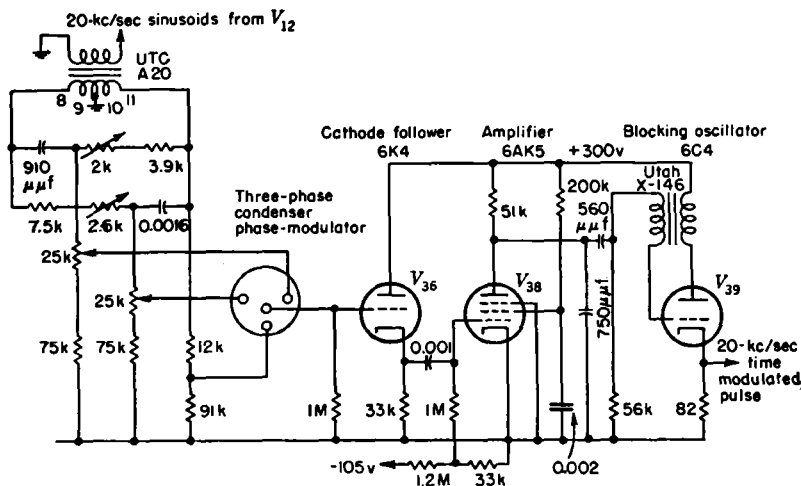 20-kc/sec sinusoids from V12
UTC
A20
8
9
10
11
910
μμf
2k
3.9k
7.5k
2.6k
0.0016
25k
25k
75k
75k
12k
91k
Three-phase
condenser
phase-modulator
Cathode follower
6K4
Amplifier
6AK5
+300v
Blocking oscillator
6C4
Utah
X-146
51k
200k
560
μμf
V36
V38
V39
0.001
750μμf
1M
33k
1M
56k
82
20-kc/sec
time
modulated,
pulse
0.002
-105v
1.2M
33k